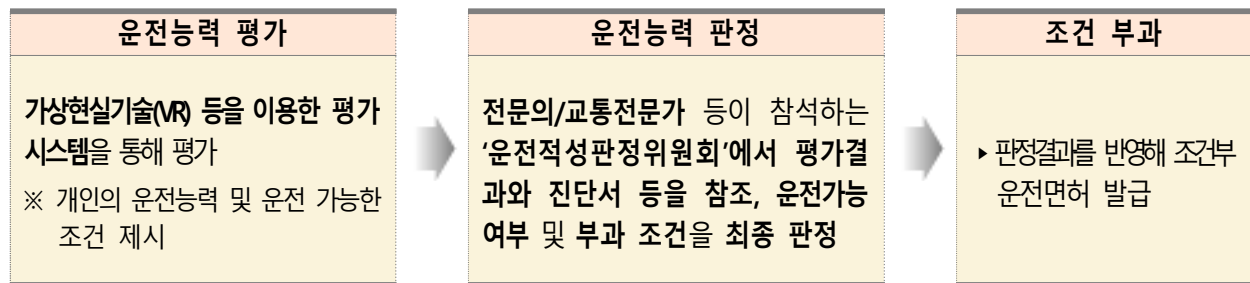 운전능력 평가
가상현실기술(VR) 등을 이용한 평가
시스템을 통해 평가
※ 개인의 운전능력 및 운전 가능한
조건 제시
운전능력 판정
전문의/교통전문가 등이 참석하는
‘운전적성판정위원회’에서 평가결
과와 진단서 등을 참조, 운전가능
여부 및 부과 조건을 최종 판정
조건 부과
▸판정결과를 반영해 조건부
운전면허 발급